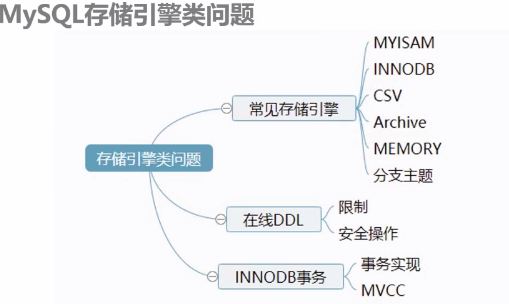 MySQL存储引擎类问题
存储引擎类问题
常见存储引擎
MYISAM
INNODB
CSV
Archive
MEMORY
分支主题
在线DDL
限制
安全操作
INNODB事务
事务实现
MVCC